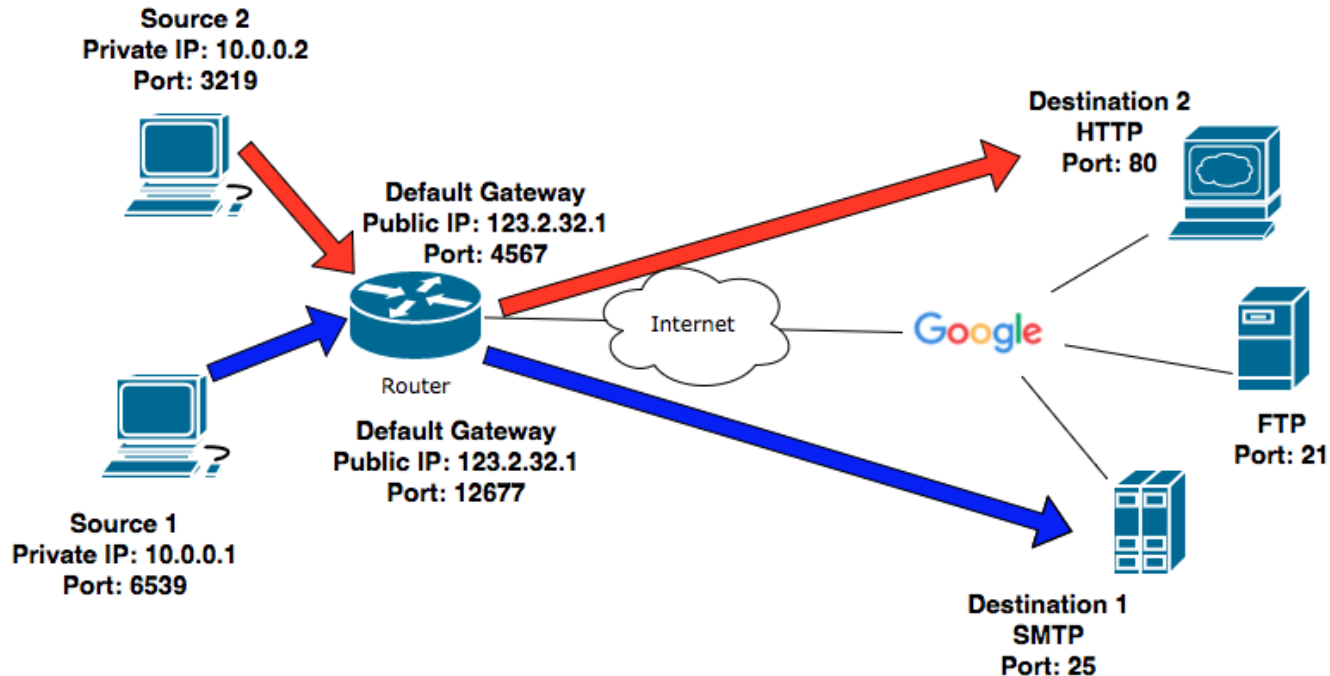 Source 2
Private IP: 10.0.0.2
Port: 3219
Destination 2
HTTP
Port: 80
Default Gateway
Public IP: 123.2.32.1
Port: 4567
Internet
Google
Router
Default Gateway
Public IP: 123.2.32.1
Port: 12677
FTP
Port: 21
Source 1
Private IP: 10.0.0.1
Port: 6539
Destination 1
SMTP
Port: 25